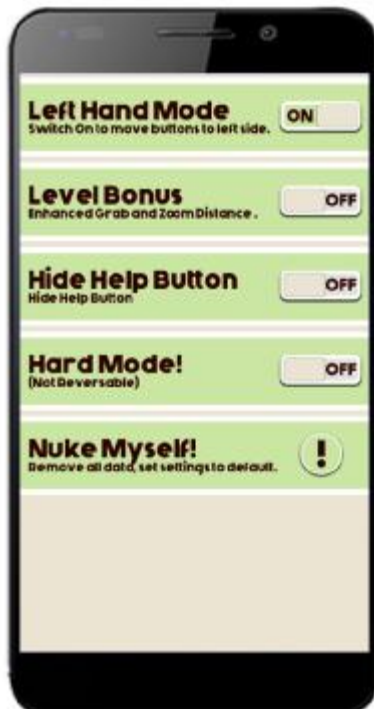 Left Hand Mode
ON
Switch On to move buttons to left side.
Level Bonus
OFF
Enhanced Grab and Zoom Distance .
Hide Help Button
OFF
Hide Help Button
Hard Mode!
OFF
(Not Reversable)
Nuke Myself!
!
Remove all data, set settings to default.